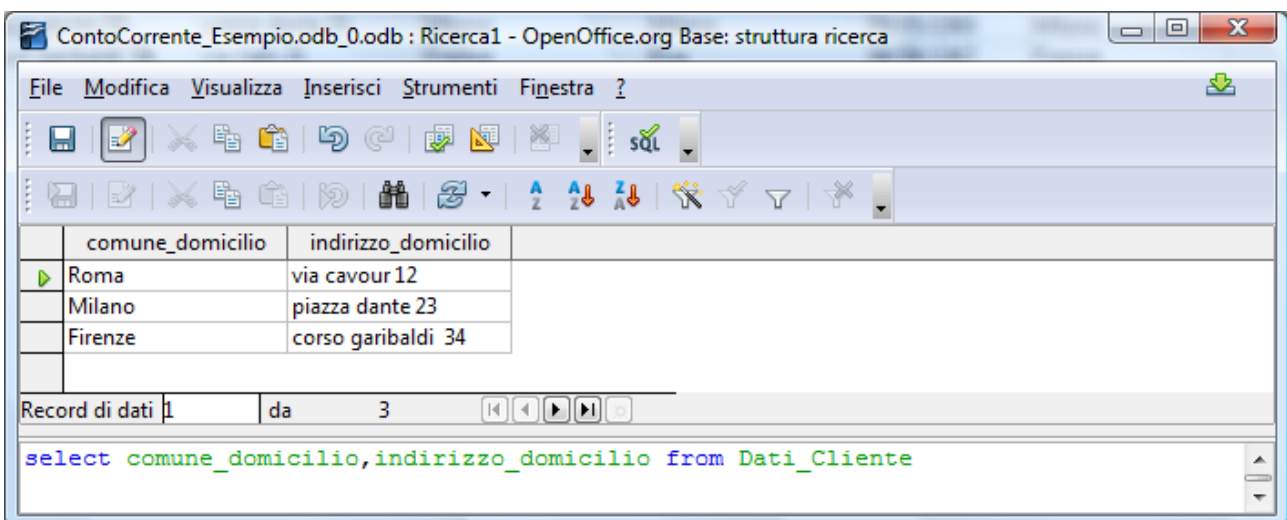 ContoCorrente_Esempio.odb_0.odb : Ricerca1 - OpenOffice.org Base: struttura ricerca
File Modifica Visualizza Inserisci Strumenti Finestra ?
SQL
A Z A Z Z A
comune_domicilio indirizzo_domicilio
Roma via cavour 12
Milano piazza dante 23
Firenze corso garibaldi 34
Record di dati 1 da 3
select comune_domicilio,indirizzo_domicilio from Dati_Cliente